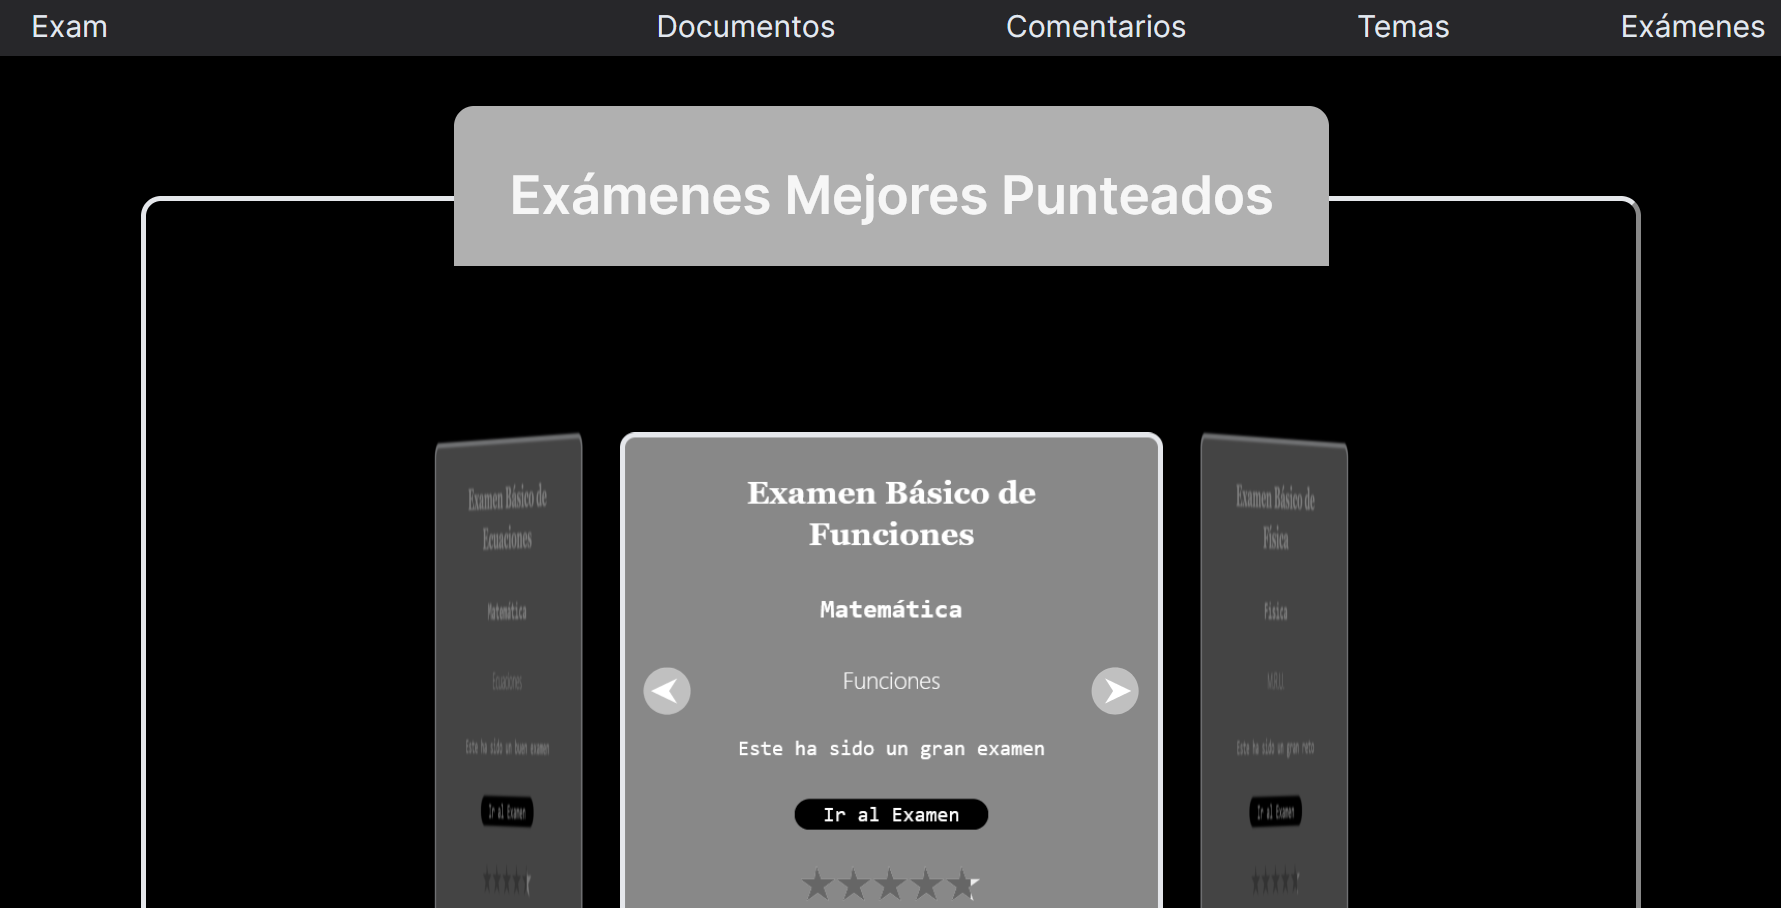 Exam
Documentos
Comentarios
Temas
Exámenes
Exámenes Mejores Punteados
Examen Básico de
Ecuaciones
Matemática
Ecuaciones
Este ha sido un buen examen
Ir al Examen
Examen Básico de
Funciones
Matemática
Funciones
Este ha sido un gran examen
Ir al Examen
Examen Básico de
Física
Física
M.R.U.
Este ha sido un gran reto
Ir al Examen